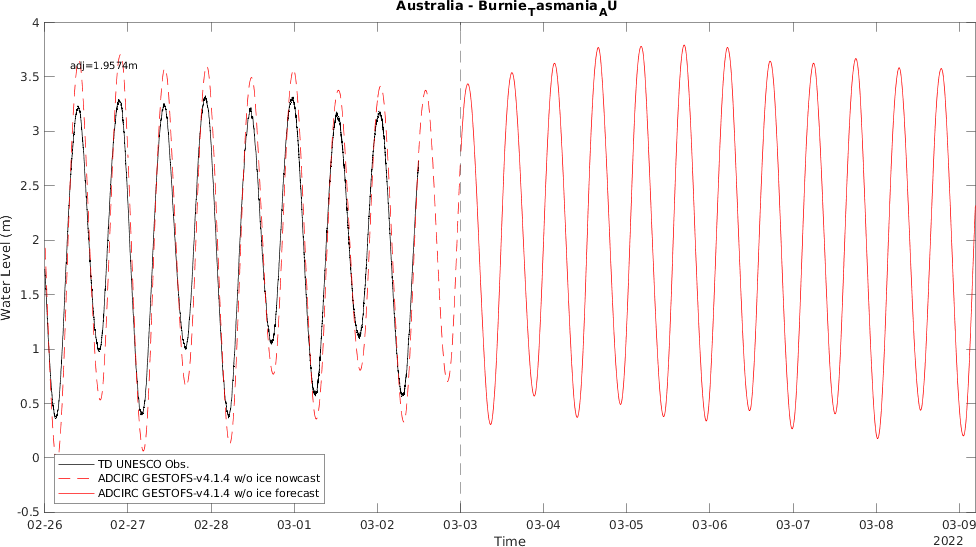 Australia - Burnie_Tasmania_AU
4
adj=1.9574m
3.5
3
2.5
2
1.5
1
0.5
0
-0.5
Water Level (m)
TD UNESCO Obs.
ADCIRC GESTOFS-v4.1.4 w/o ice nowcast
ADCIRC GESTOFS-v4.1.4 w/o ice forecast
02-26 02-27 02-28 03-01 03-02 03-03 03-04 03-05 03-06 03-07 03-08 03-09
Time
2022